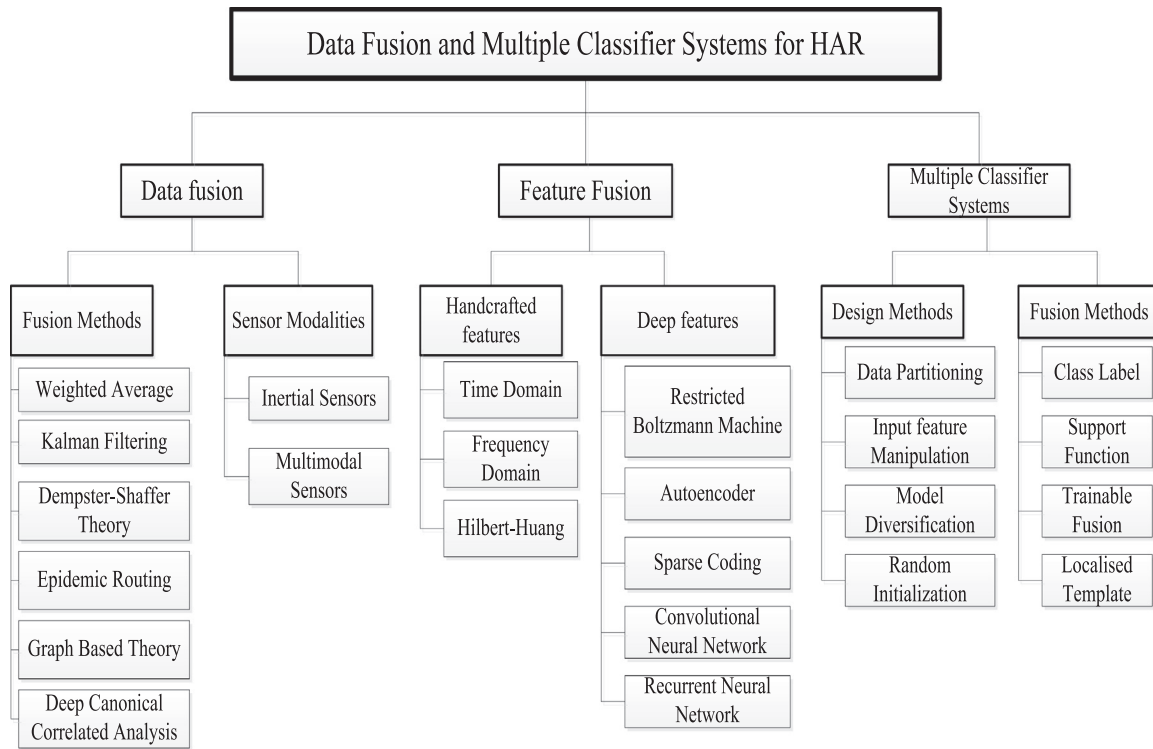 Data Fusion and Multiple Classifier Systems for HAR
Data fusion
Feature Fusion
Multiple Classifier
Systems
Fusion Methods
Weighted Average
Kalman Filtering
Dempster-Shaffer
Theory
Epidemic Routing
Graph Based Theory
Deep Canonical
Correlated Analysis
Sensor Modalities
Inertial Sensors
Multimodal
Sensors
Handcrafted
features
Time Domain
Frequency
Domain
Hilbert-Huang
Deep features
Restricted
Boltzmann Machine
Autoencoder
Sparse Coding
Convolutional
Neural Network
Recurrent Neural
Network
Design Methods
Data Partitioning
Input feature
Manipulation
Model
Diversification
Random
Initialization
Fusion Methods
Class Label
Support
Function
Trainable
Fusion
Localised
Template